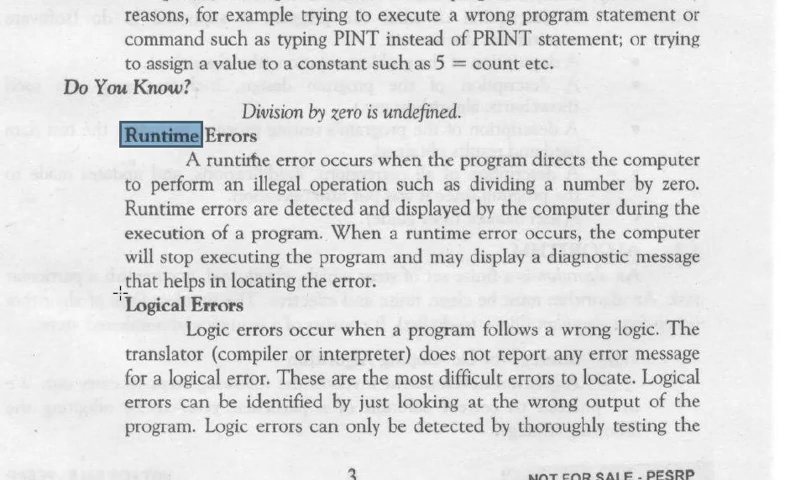 reasons, for example trying to execute a wrong program statement or
command such as typing PINT instead of PRINT statement; or trying
to assign a value to a constant such as 5 = count etc.
Do You Know?
Division by zero is undefined.
Runtime Errors
A runtime error occurs when the program directs the computer
to perform an illegal operation such as dividing a number by zero.
Runtime errors are detected and displayed by the computer during the
execution of a program. When a runtime error occurs, the computer
will stop executing the program and may display a diagnostic message
that helps in locating the error.
Logical Errors
Logic errors occur when a program follows a wrong logic. The
translator (compiler or interpreter) does not report any error message
for a logical error. These are the most difficult errors to locate. Logical
errors can be identified by just looking at the wrong output of the
program. Logic errors can only be detected by thoroughly testing the
3
NOT FOR SALE - PESRP